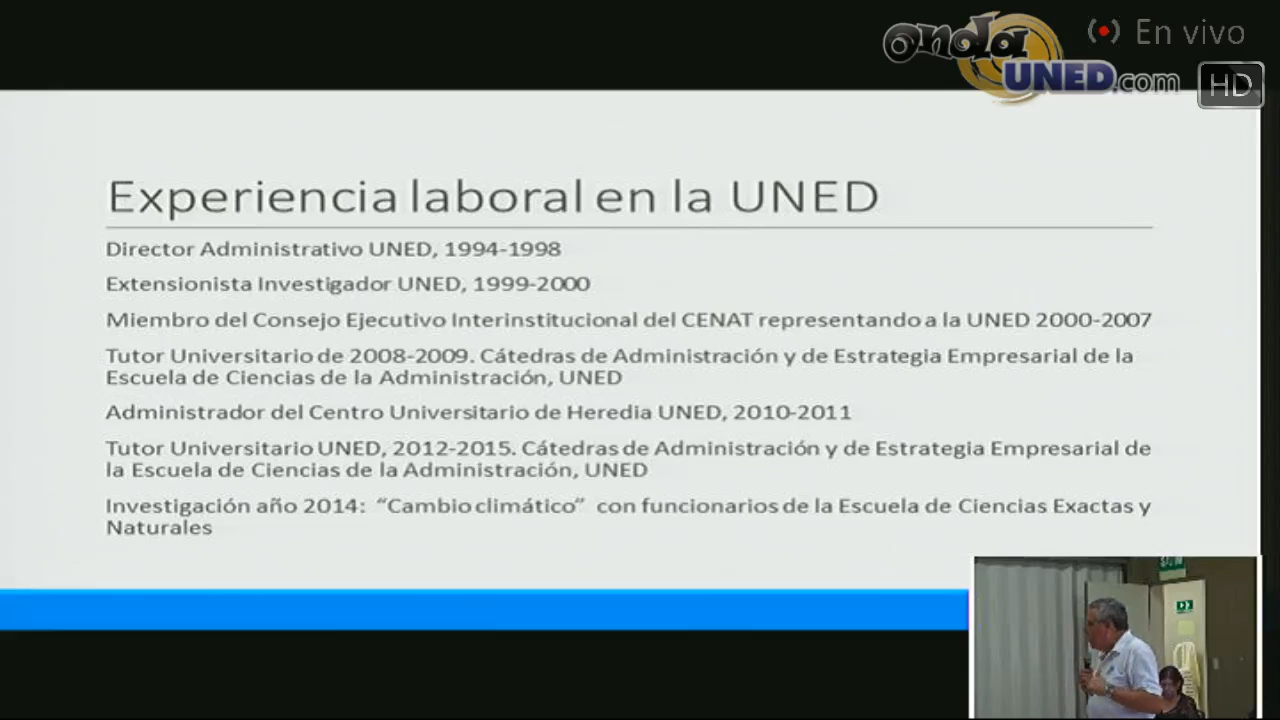 onda
UNED.com
En vivo
HD
Experiencia laboral en la UNED
Director Administrativo UNED, 1994-1998
Extensionista Investigador UNED, 1999-2000
Miembro del Consejo Ejecutivo Interinstitucional del CENAT representando a la UNED 2000-2007
Tutor Universitario de 2008-2009. Cátedras de Administración y de Estrategia Empresarial de la
Escuela de Ciencias de la Administración, UNED
Administrador del Centro Universitario de Heredia UNED, 2010-2011
Tutor Universitario UNED, 2012-2015. Cátedras de Administración y de Estrategia Empresarial de
la Escuela de Ciencias de la Administración, UNED
Investigación año 2014: “Cambio climático” con funcionarios de la Escuela de Ciencias Exactas y
Naturales